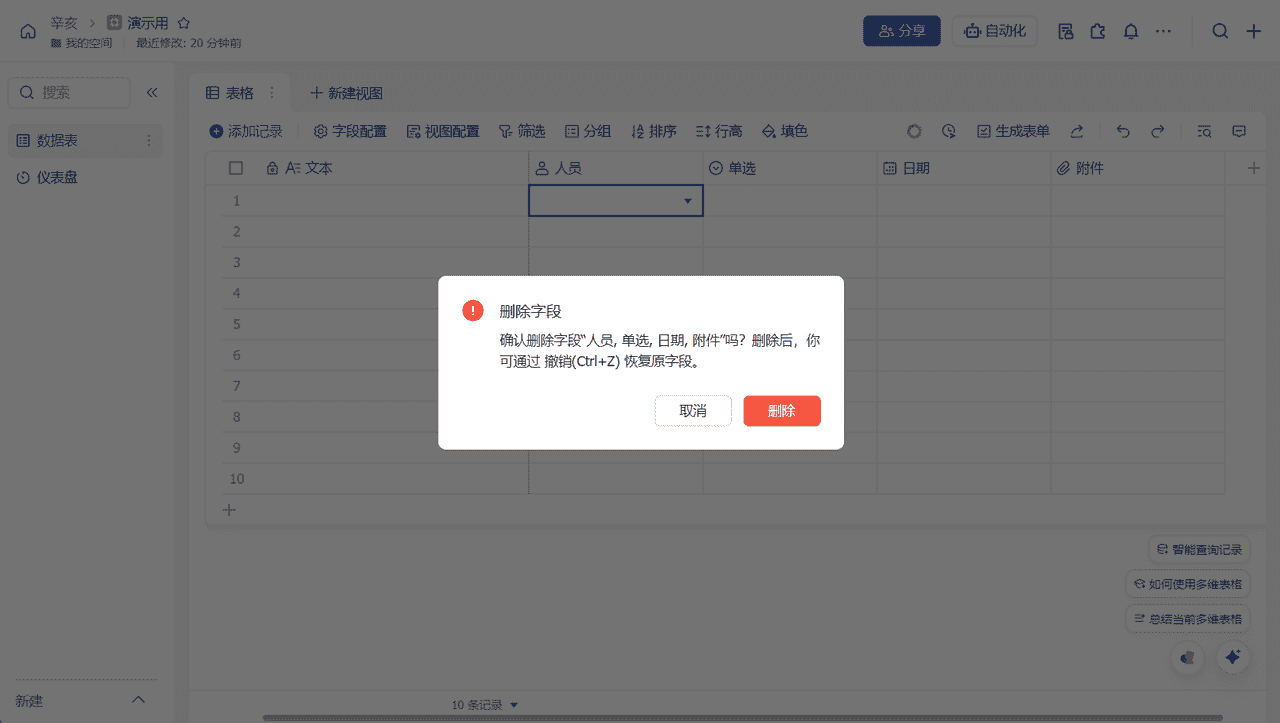 辛亥 > 演示用
我的空间 最近修改: 20 分钟前
分享 自动化
搜索
数据表
仪表盘
表格 新建视图
添加记录 字段配置 视图配置 筛选 分组 排序 行高 填色 生成表单
文本 人员 单选 日期 附件
1
2
3
4
5
6
7
8
9
10
删除字段
确认删除字段“人员, 单选, 日期, 附件”吗？删除后，你
可通过 撤销(Ctrl+Z) 恢复原字段。
取消 删除
智能查询记录
如何使用多维表格
总结当前多维表格
新建
10 条记录